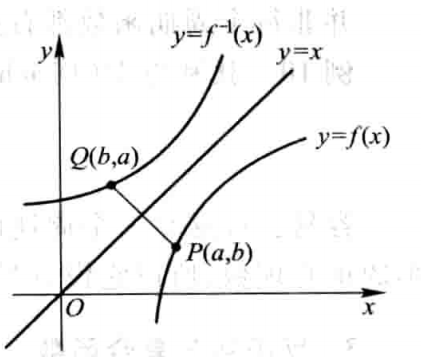 y=f⁻¹(x)
y
y=x
y=f(x)
Q(b,a)
P(a,b)
O
x